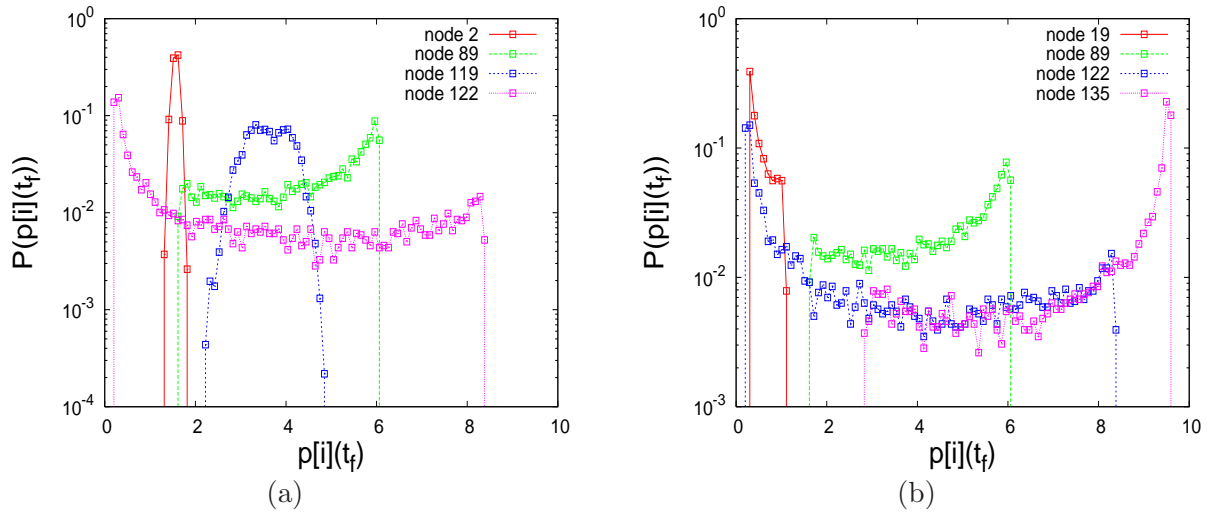 10^0
10^-1
10^-2
10^-3
10^-4
P(p[i](t_f))
node 2
node 89
node 119
node 122
0 2 4 6 8 10
p[i](t_f)
(a)
10^0
10^-1
10^-2
10^-3
P(p[i](t_f))
node 19
node 89
node 122
node 135
0 2 4 6 8 10
p[i](t_f)
(b)